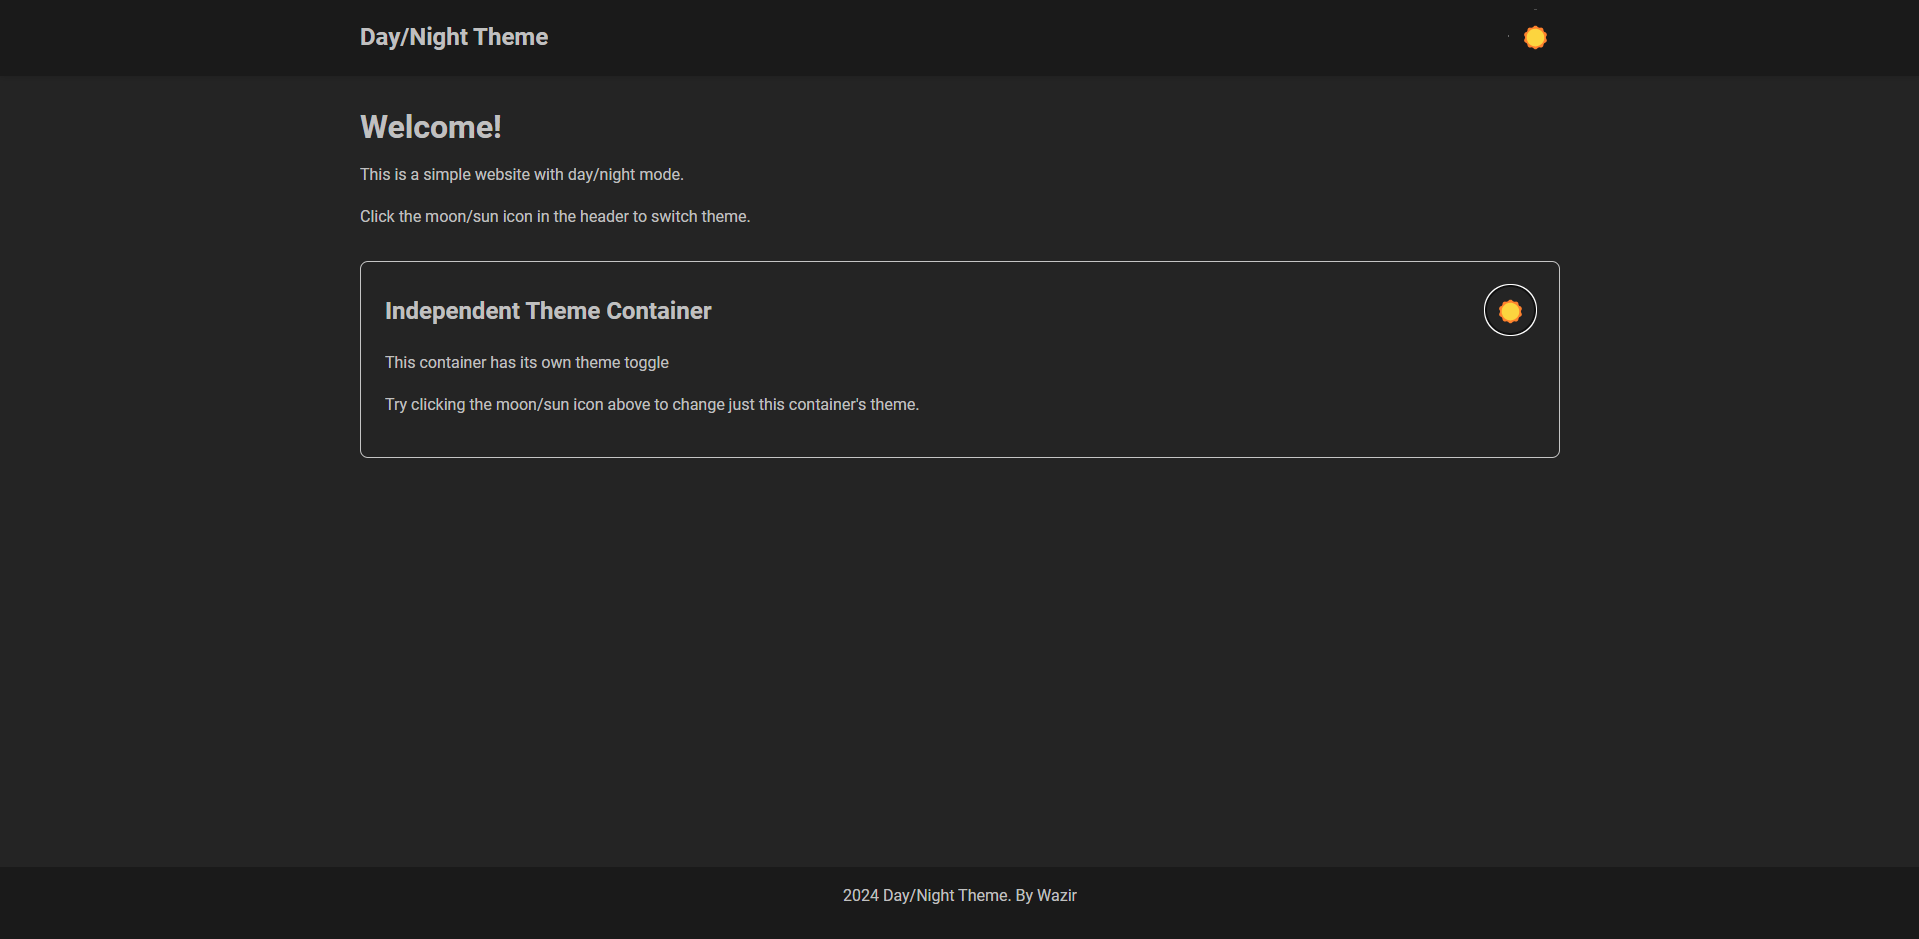 Day/Night Theme
Welcome!
This is a simple website with day/night mode.
Click the moon/sun icon in the header to switch theme.
Independent Theme Container
This container has its own theme toggle
Try clicking the moon/sun icon above to change just this container's theme.
2024 Day/Night Theme. By Wazir